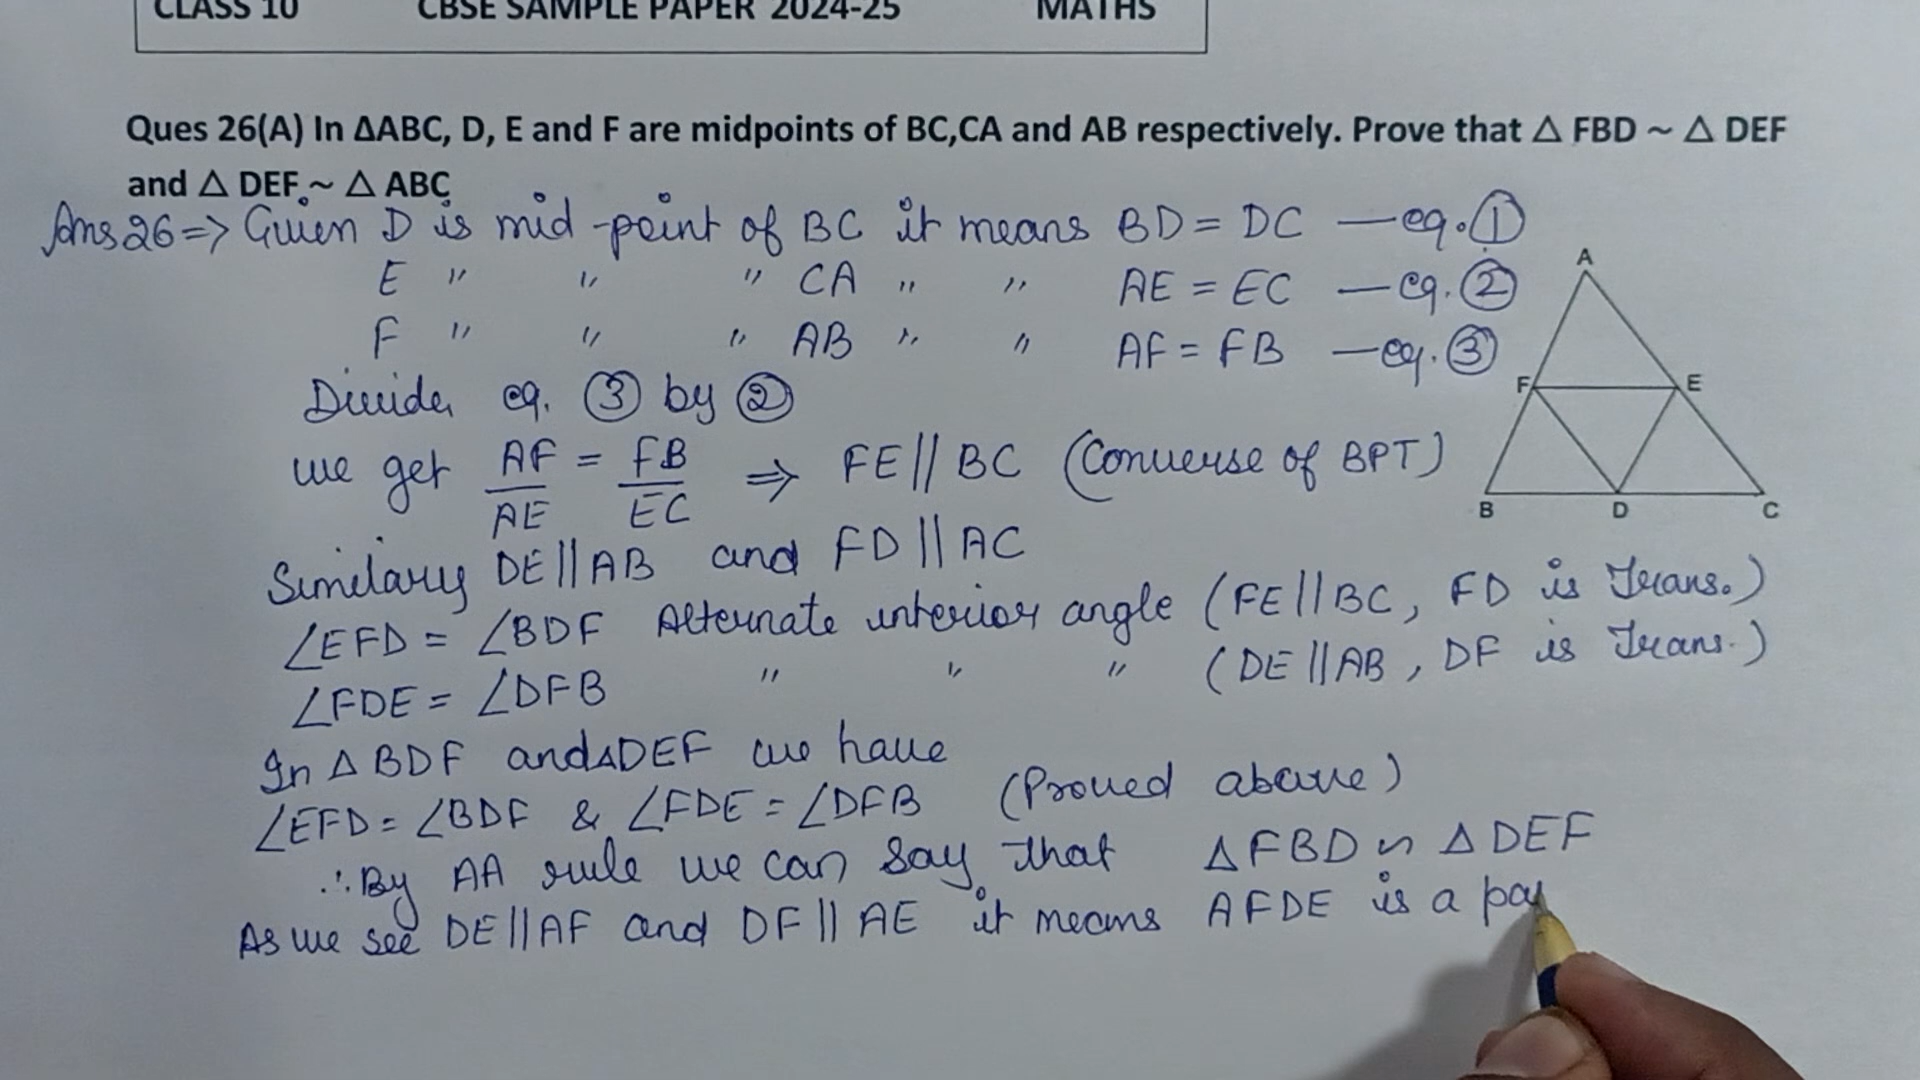 CLASS 10 CBSE SAMPLE PAPER 2024-25 MATHS
Ques 26(A) In ΔABC, D, E and F are midpoints of BC,CA and AB respectively. Prove that △ FBD ~ △ DEF
and △ DEF ~ △ ABC
Ans 26 => Given D is mid-point of BC it means BD = DC — eq. ①
E " " " CA " " AE = EC — eq. ②
F " " " AB " " AF = FB — eq. ③
Divide eq. ③ by ②
we get AF/AE = FB/EC ⇒ FE || BC (Converse of BPT)
Similary DE || AB and FD || AC
∠EFD = ∠BDF Alternate interior angle (FE || BC, FD is Trans.)
∠FDE = ∠DFB " " " (DE || AB, DF is Trans.)
In Δ BDF and ΔDEF we have
∠EFD = ∠BDF & ∠FDE = ∠DFB (Proved above)
∴ By AA rule we can say that Δ FBD ~ Δ DEF
As we see DE || AF and DF || AE it means AFDE is a pa
A
F
E
B
D
C